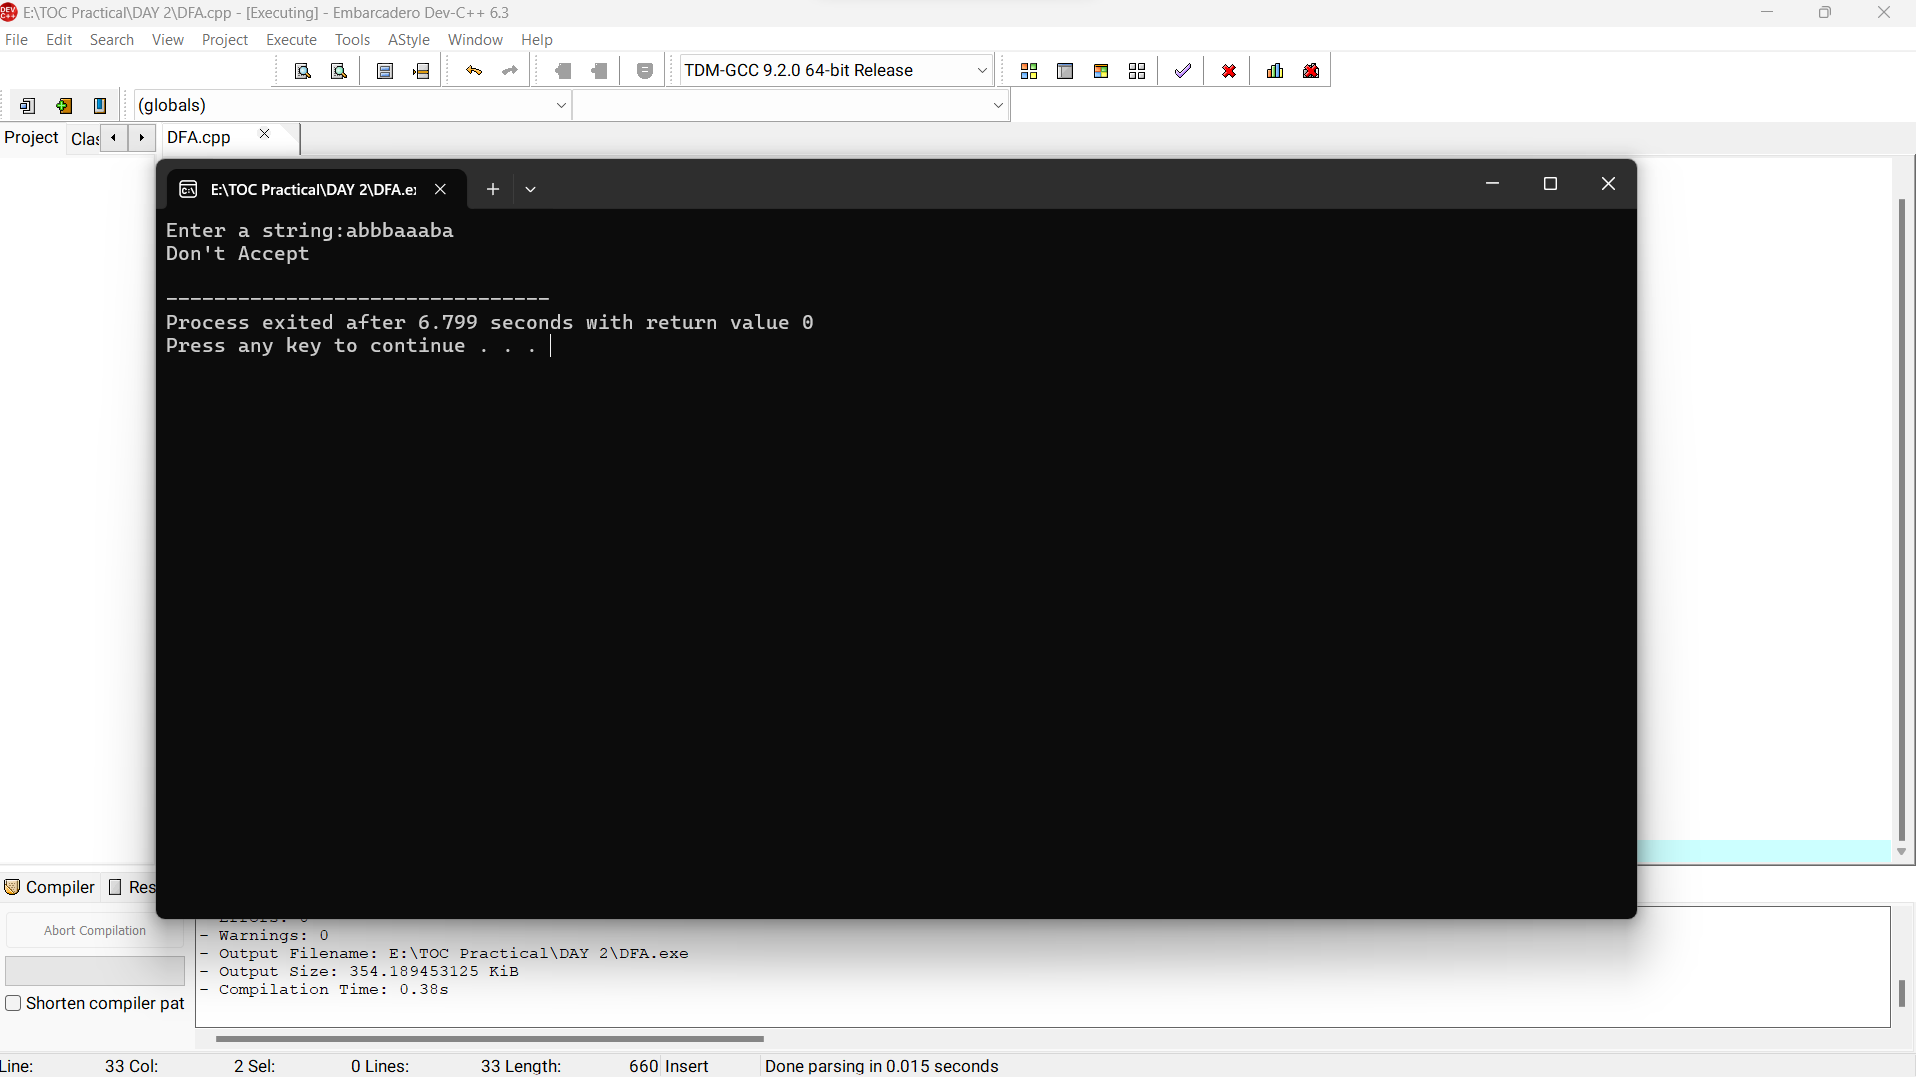 E:\TOC Practical\DAY 2\DFA.cpp - [Executing] - Embarcadero Dev-C++ 6.3
File Edit Search View Project Execute Tools AStyle Window Help
TDM-GCC 9.2.0 64-bit Release
(globals)
Project Clas DFA.cpp
E:\TOC Practical\DAY 2\DFA.e
Enter a string:abbbaaaba
Don't Accept
--------------------------------
Process exited after 6.799 seconds with return value 0
Press any key to continue . . .
Compiler Res
Abort Compilation
- Warnings: 0
- Output Filename: E:\TOC Practical\DAY 2\DFA.exe
- Output Size: 354.189453125 KiB
- Compilation Time: 0.38s
Shorten compiler pat
Line: 33 Col: 2 Sel: 0 Lines: 33 Length: 660 Insert Done parsing in 0.015 seconds